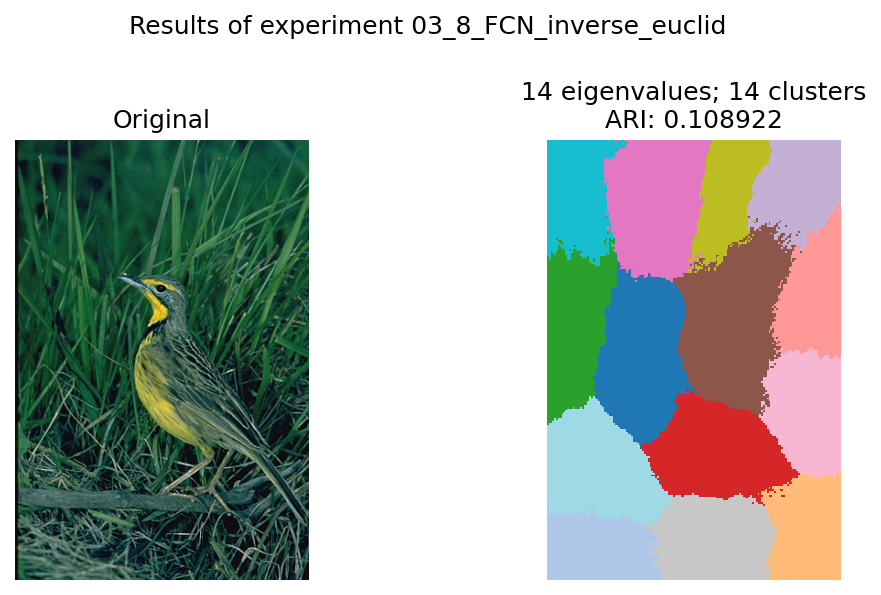 Results of experiment 03_8_FCN_inverse_euclid
Original
14 eigenvalues; 14 clusters
ARI: 0.108922